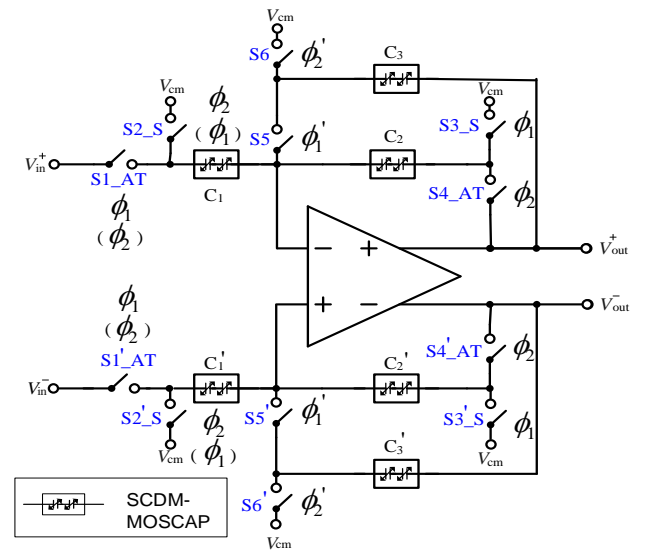 Vcm
S6
ϕ2'
C3
Vcm
ϕ2
(ϕ1)
S2_S
S5
ϕ1'
C2
Vcm
S3_S
ϕ1
Vin+
S1_AT
C1
S4_AT
ϕ2
ϕ1
(ϕ2)
− +
Vout+
+ −
Vout−
ϕ1
(ϕ2)
S1'_AT
C1'
S4'_AT
ϕ2
C2'
Vin−
S2'_S
ϕ2
(ϕ1)
Vcm
S5'
ϕ1'
S3'_S
ϕ1
Vcm
C3'
S6'
ϕ2'
Vcm
SCDM-
MOSCAP